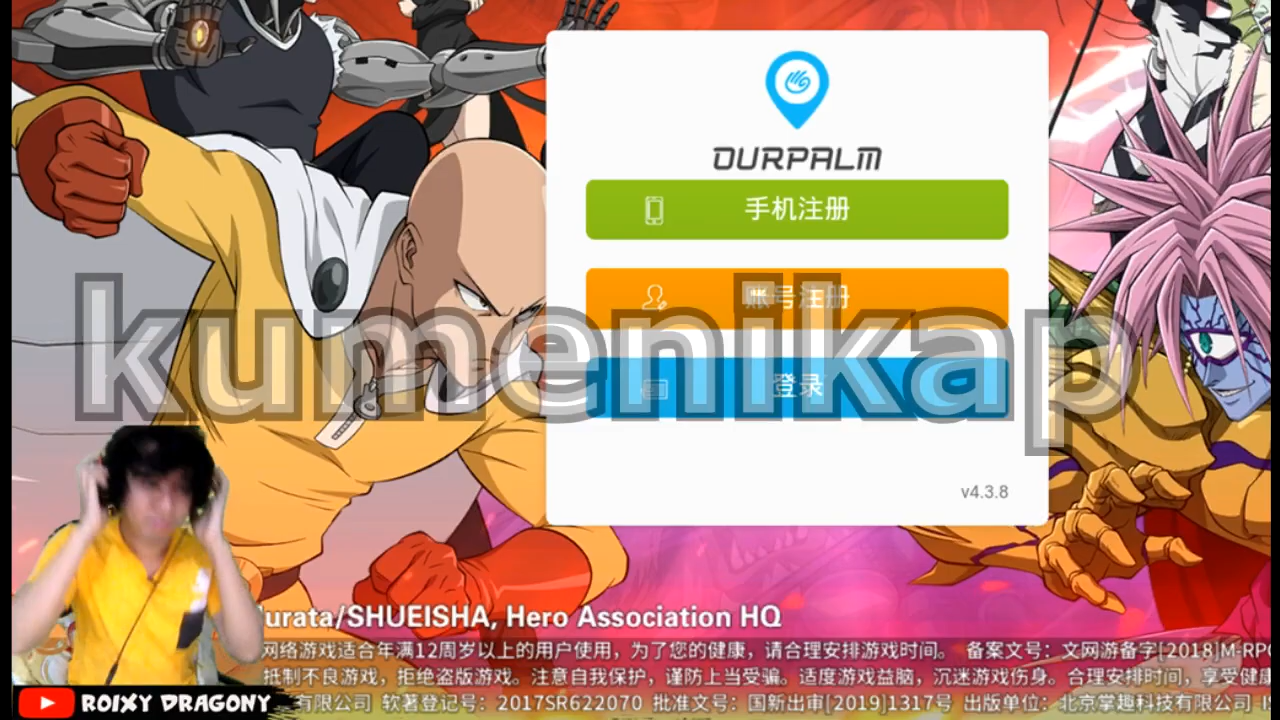 OURPALM
手机注册
账号注册
登录
kumenikap
v4.3.8
urata/SHUEISHA, Hero Association HQ
网络游戏适合年满12周岁以上的用户使用，为了您的健康，请合理安排游戏时间。 备案文号：文网游备字[2018]M-RPG
抵制不良游戏，拒绝盗版游戏。注意自我保护，谨防上当受骗。适度游戏益脑，沉迷游戏伤身。合理安排时间，享受健康
有限公司 软著登记号：2017SR622070 批准文号：国新出审[2019]1317号 出版单位：北京掌趣科技有限公司
ROIXY DRAGONY